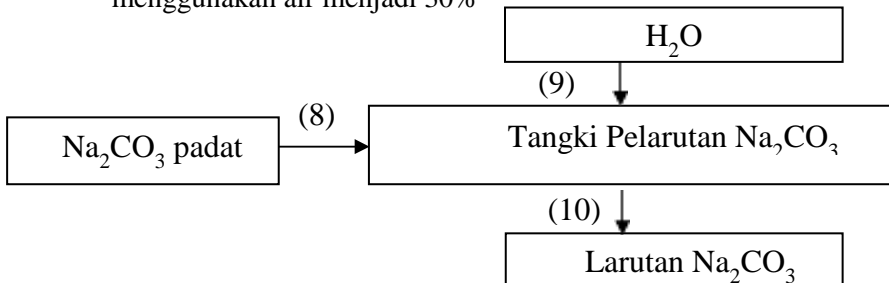 menggunakan air menjadi 30%
H₂O
(9)
(8)
Na₂CO₃ padat
Tangki Pelarutan Na₂CO₃
(10)
Larutan Na₂CO₃